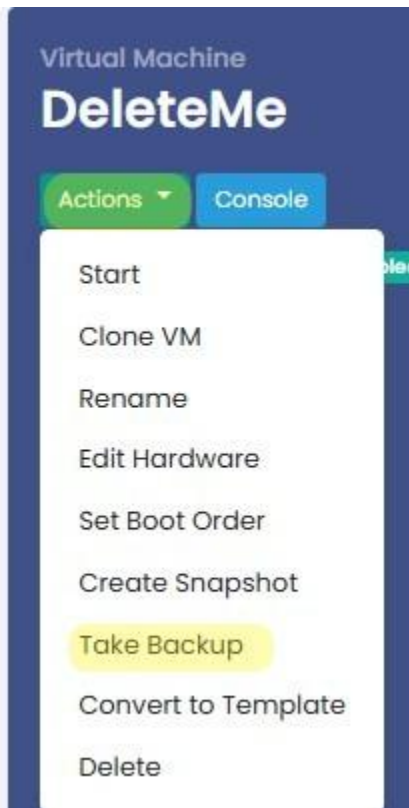 Virtual Machine
DeleteMe
Actions Console
Start
Clone VM
Rename
Edit Hardware
Set Boot Order
Create Snapshot
Take Backup
Convert to Template
Delete